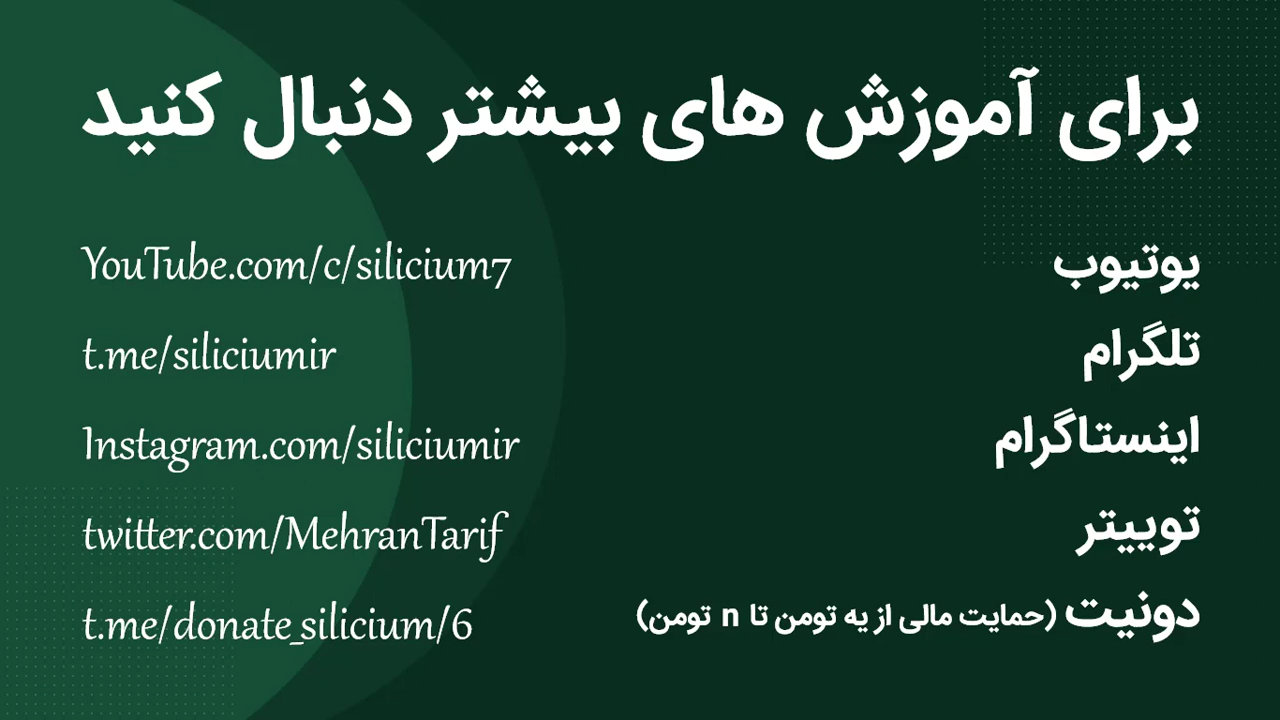 برای آموزش های بیشتر دنبال کنید
یوتیوب YouTube.com/c/silicium7
تلگرام t.me/siliciumir
اینستاگرام Instagram.com/siliciumir
توییتر twitter.com/MehranTarif
دونیت (حمایت مالی از یه تومن تا n تومن) t.me/donate_silicium/6